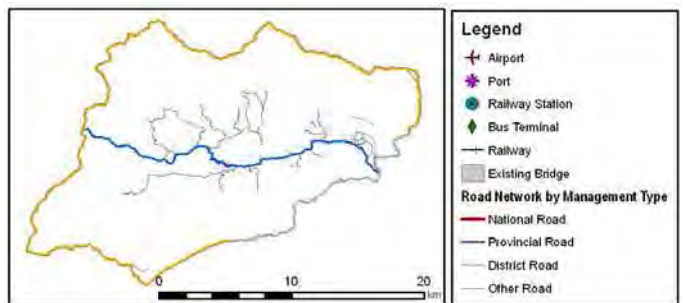 0 10 20
km
Legend
Airport
Port
Railway Station
Bus Terminal
Railway
Existing Bridge
Road Network by Management Type
National Road
Provincial Road
District Road
Other Road